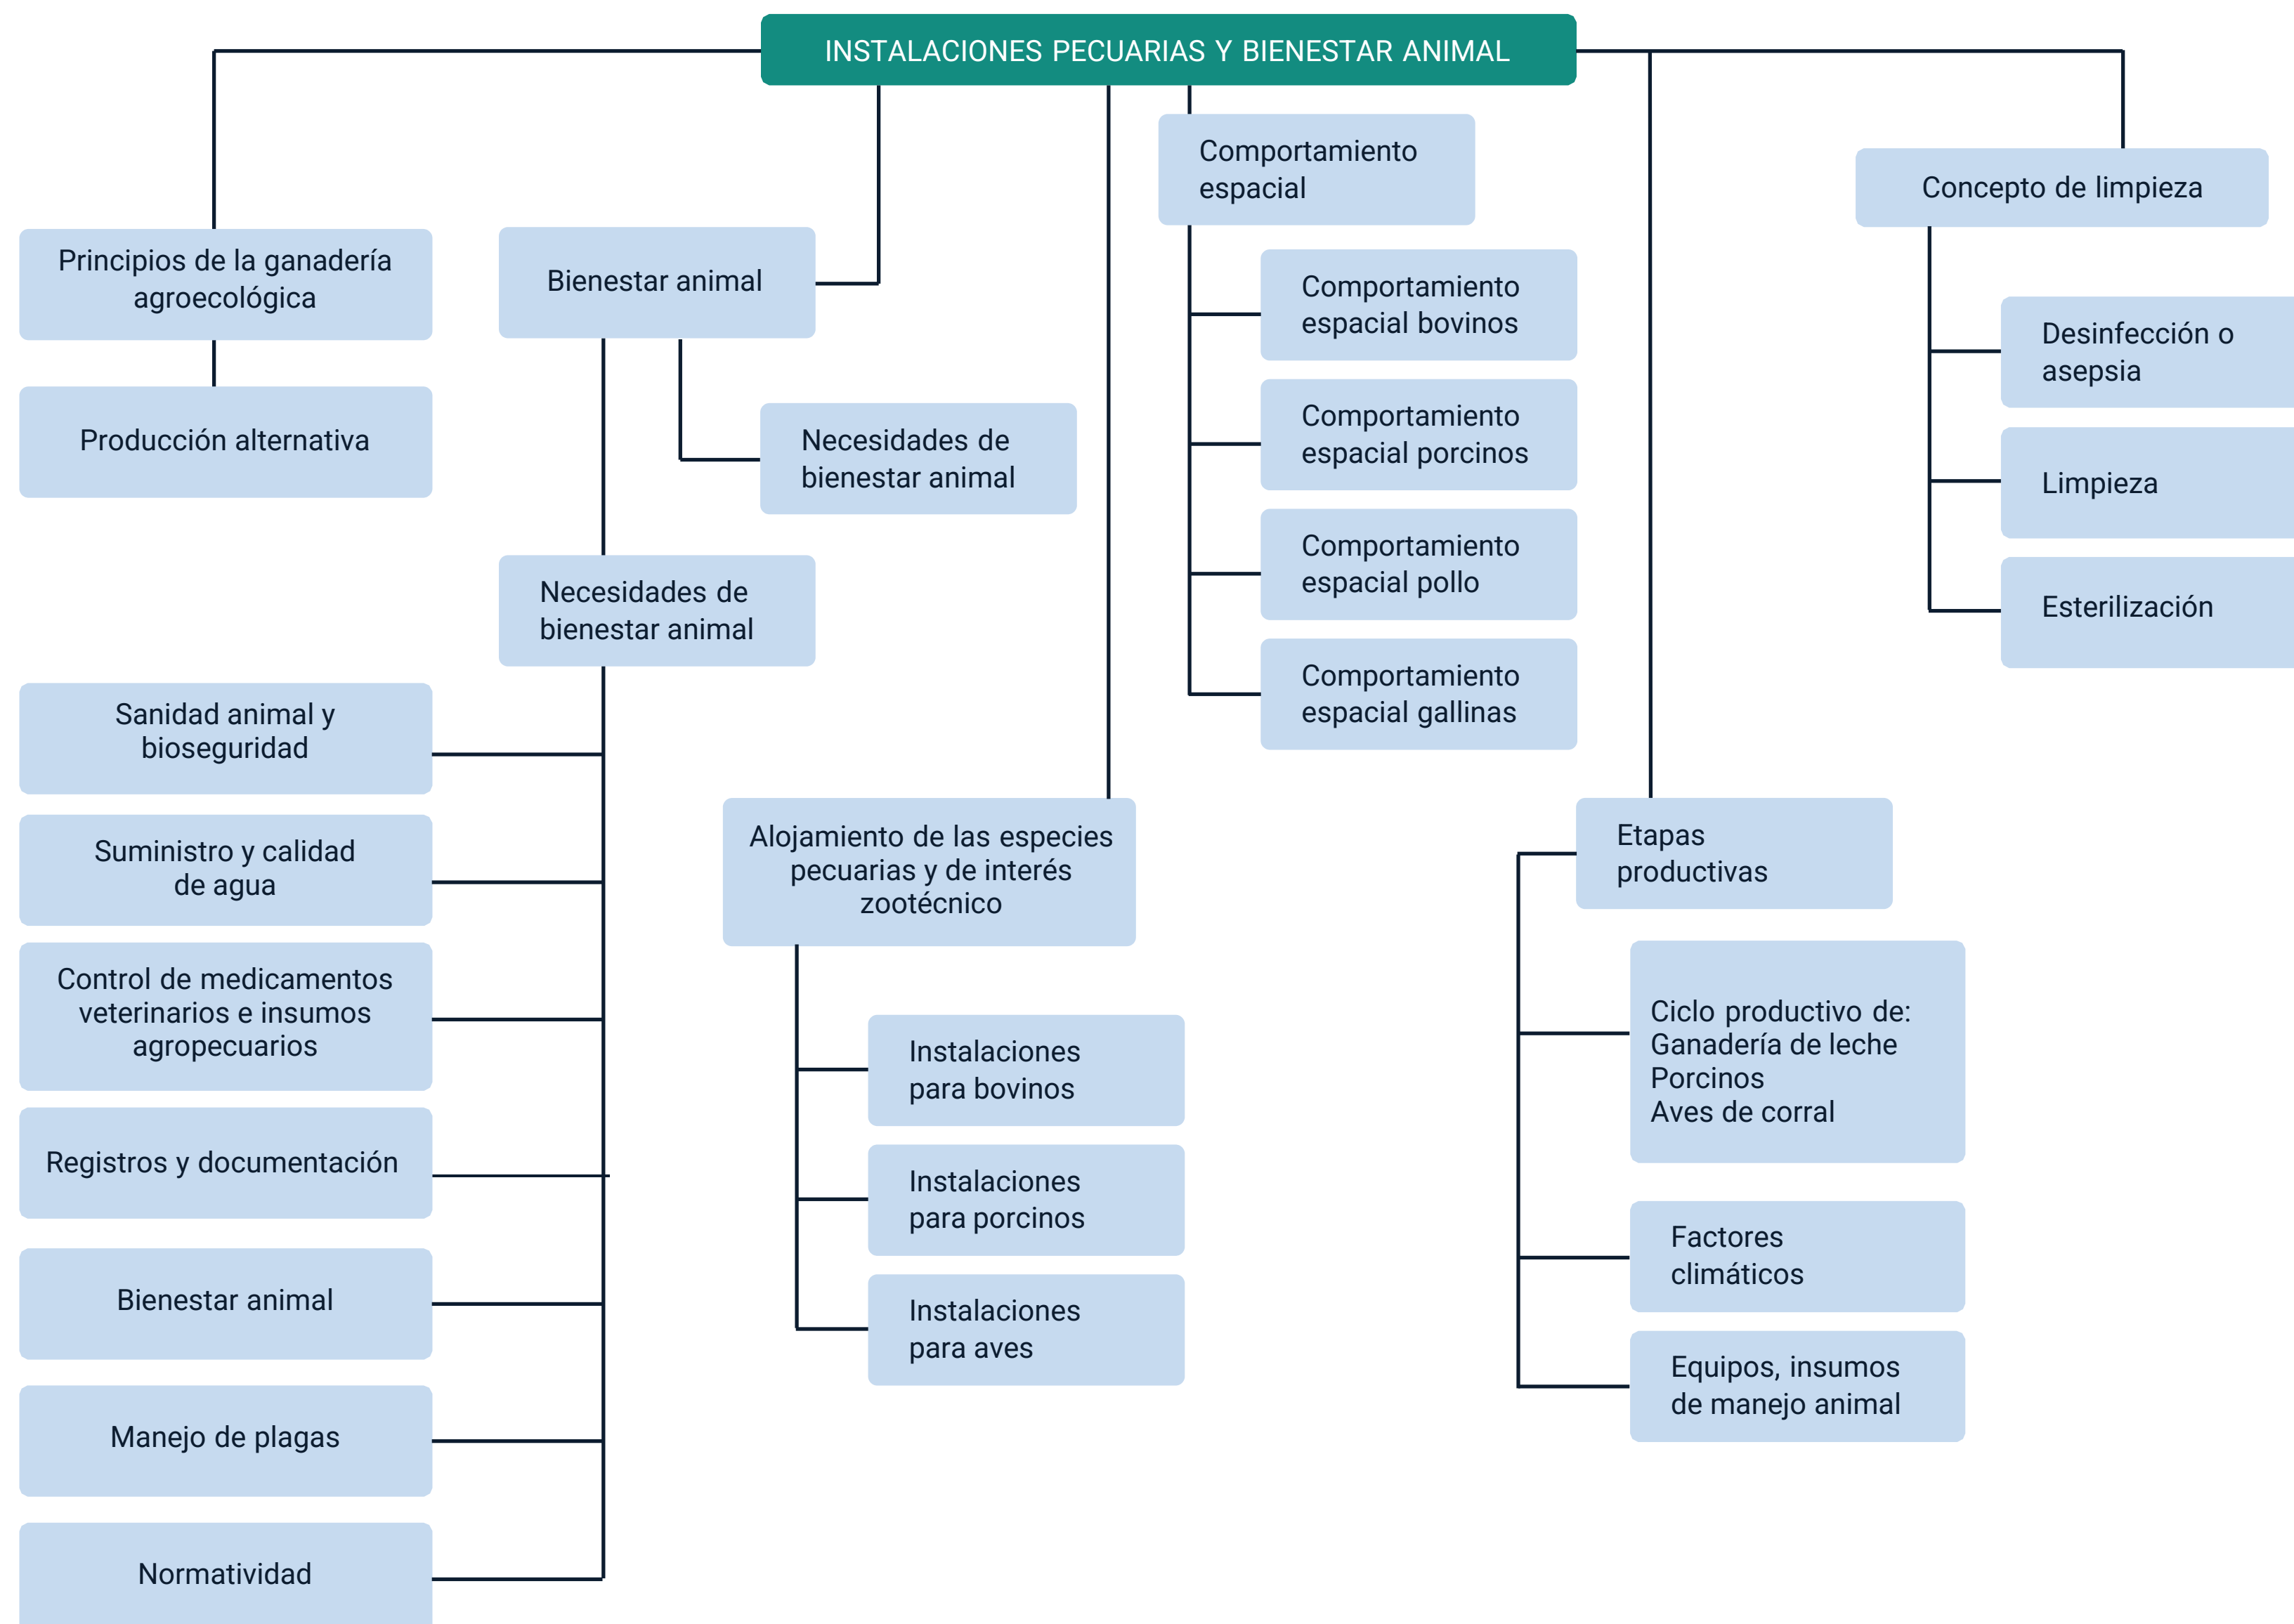 INSTALACIONES PECUARIAS Y BIENESTAR ANIMAL
Principios de la ganadería
agroecológica
Producción alternativa
Bienestar animal
Necesidades de
bienestar animal
Necesidades de
bienestar animal
Sanidad animal y
bioseguridad
Suministro y calidad
de agua
Control de medicamentos
veterinarios e insumos
agropecuarios
Registros y documentación
Bienestar animal
Manejo de plagas
Normatividad
Alojamiento de las especies
pecuarias y de interés
zootécnico
Instalaciones
para bovinos
Instalaciones
para porcinos
Instalaciones
para aves
Comportamiento
espacial
Comportamiento
espacial bovinos
Comportamiento
espacial porcinos
Comportamiento
espacial pollo
Comportamiento
espacial gallinas
Etapas
productivas
Ciclo productivo de:
Ganadería de leche
Porcinos
Aves de corral
Factores
climáticos
Equipos, insumos
de manejo animal
Concepto de limpieza
Desinfección o
asepsia
Limpieza
Esterilización